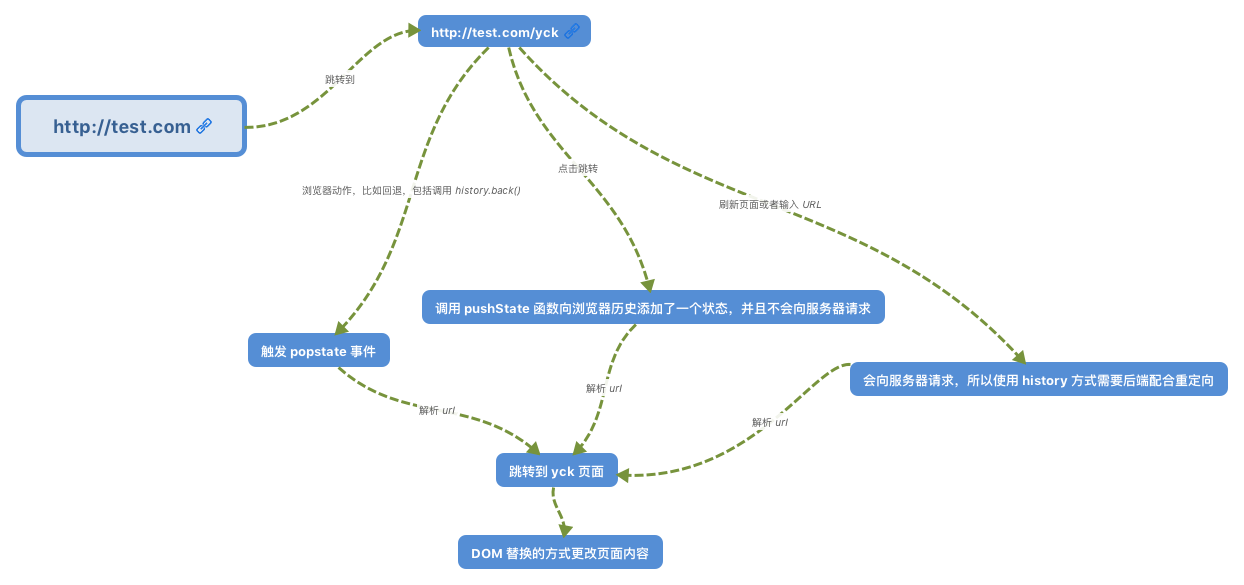 http://test.com/yck
跳转到
http://test.com
点击跳转
浏览器动作，比如回退，包括调用 history.back()
刷新页面或者输入 URL
调用 pushState 函数向浏览器历史添加了一个状态，并且不会向服务器请求
触发 popstate 事件
会向服务器请求，所以使用 history 方式需要后端配合重定向
解析 url
解析 url
解析 url
跳转到 yck 页面
DOM 替换的方式更改页面内容